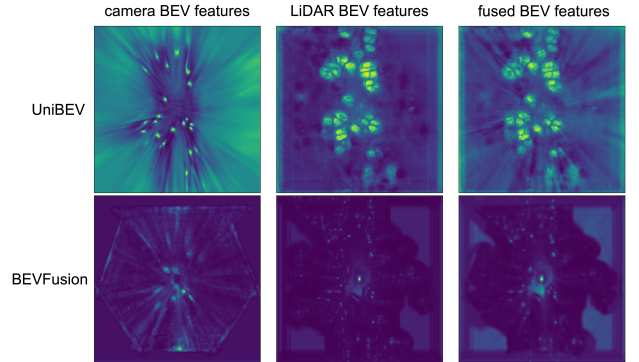 camera BEV features
LiDAR BEV features
fused BEV features
UniBEV
BEVFusion